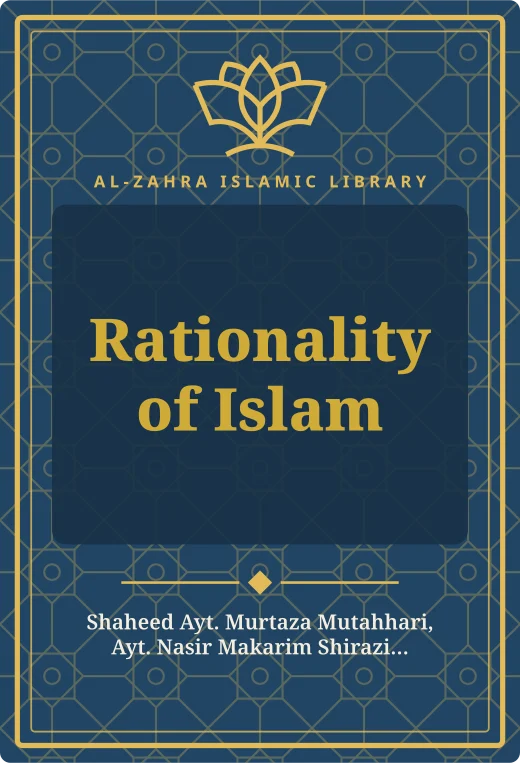 AL-ZAHRA ISLAMIC LIBRARY
Rationality
of Islam
Shaheed Ayt. Murtaza Mutahhari,
Ayt. Nasir Makarim Shirazi...